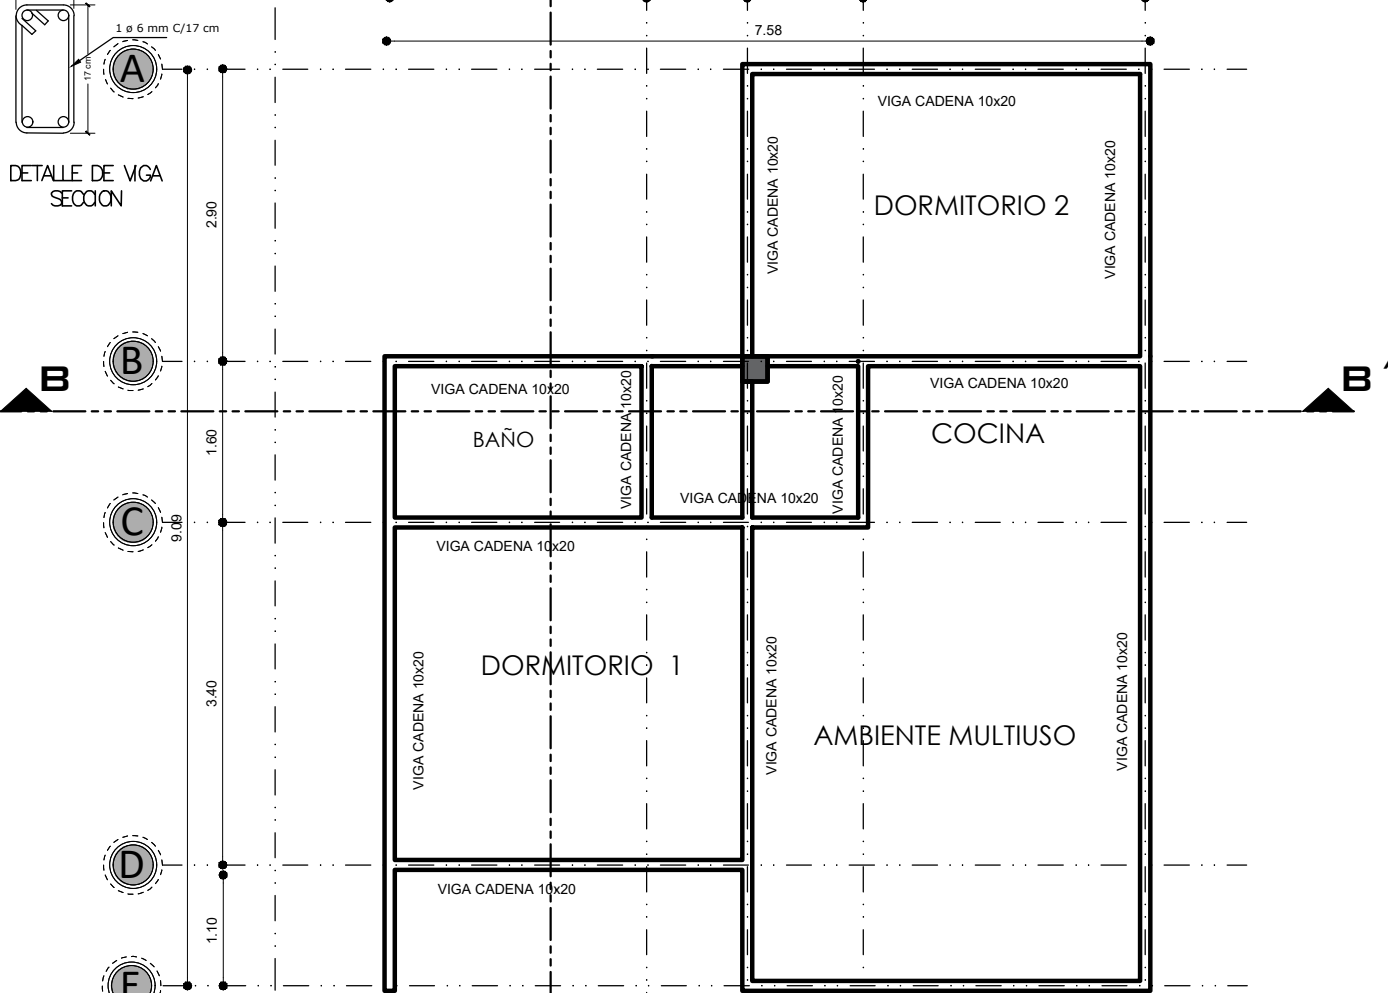 1 ø 6 mm C/17 cm
17 cm
7.58
A
VIGA CADENA 10x20
VIGA CADENA 10x20
VIGA CADENA 10x20
DETALLE DE VIGA
SECCION
DORMITORIO 2
2.90
B
B
B ´
VIGA CADENA 10x20
VIGA CADENA 10x20
VIGA CADENA 10x20
VIGA CADENA 10x20
BAÑO
COCINA
1.60
VIGA CADENA 10x20
C
9.09
VIGA CADENA 10x20
DORMITORIO 1
VIGA CADENA 10x20
VIGA CADENA 10x20
VIGA CADENA 10x20
3.40
AMBIENTE MULTIUSO
D
VIGA CADENA 10x20
1.10
E